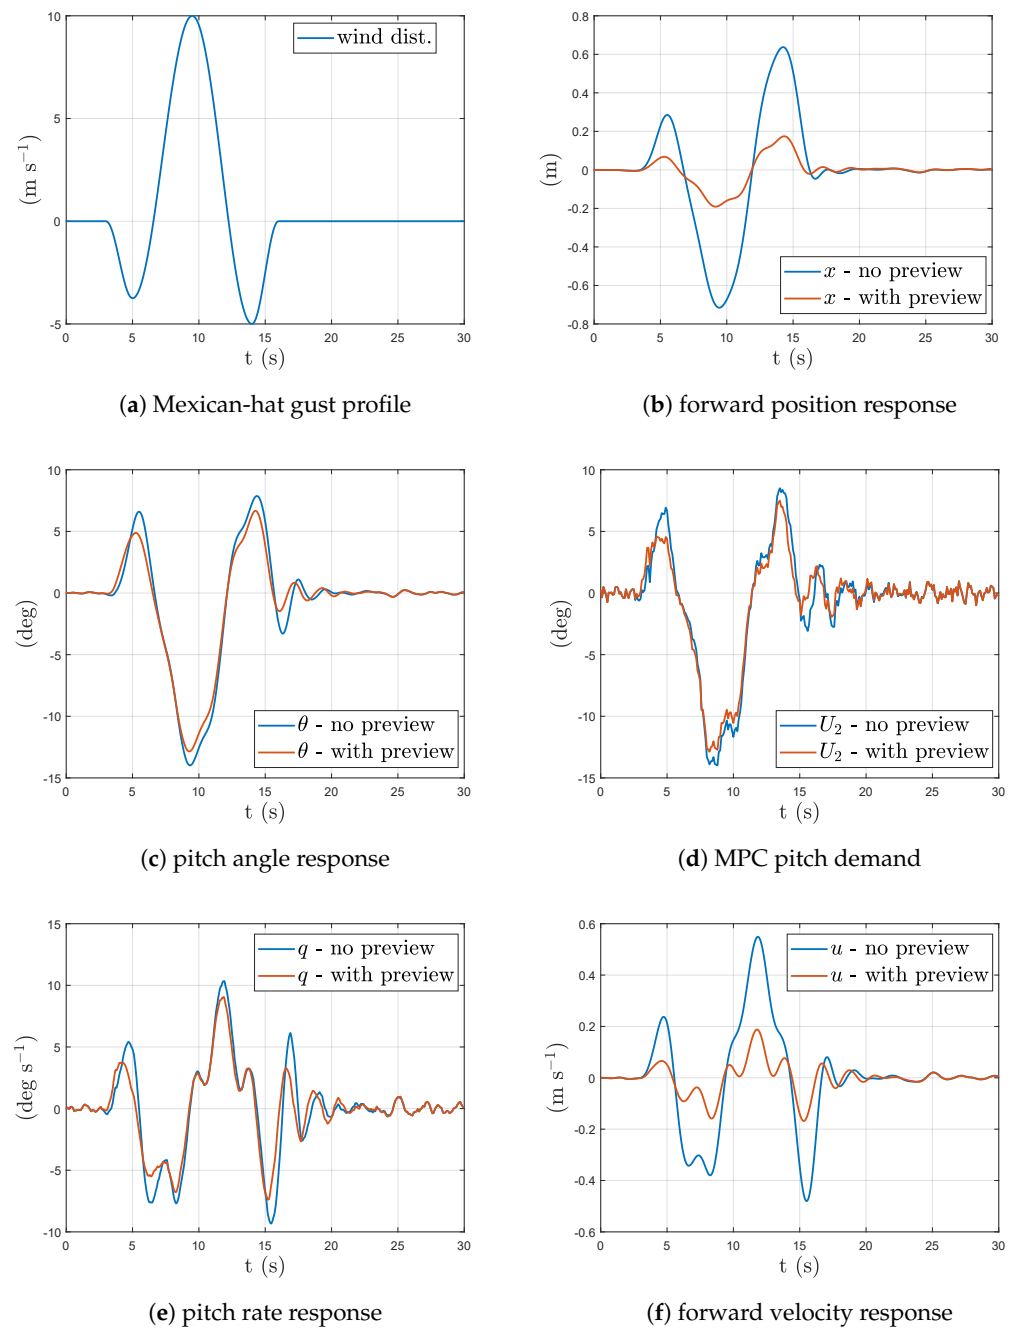 10
5
0
-5
0 5 10 15 20 25 30
(m s⁻¹)
t (s)
wind dist.
(a) Mexican-hat gust profile
0.8
0.6
0.4
0.2
0
-0.2
-0.4
-0.6
-0.8
0 5 10 15 20 25 30
(m)
t (s)
x - no preview
x - with preview
(b) forward position response
10
5
0
-5
-10
-15
0 5 10 15 20 25 30
(deg)
t (s)
θ - no preview
θ - with preview
(c) pitch angle response
10
5
0
-5
-10
-15
0 5 10 15 20 25 30
(deg)
t (s)
U₂ - no preview
U₂ - with preview
(d) MPC pitch demand
15
10
5
0
-5
-10
0 5 10 15 20 25 30
(deg s⁻¹)
t (s)
q - no preview
q - with preview
(e) pitch rate response
0.6
0.4
0.2
0
-0.2
-0.4
-0.6
0 5 10 15 20 25 30
(m s⁻¹)
t (s)
u - no preview
u - with preview
(f) forward velocity response